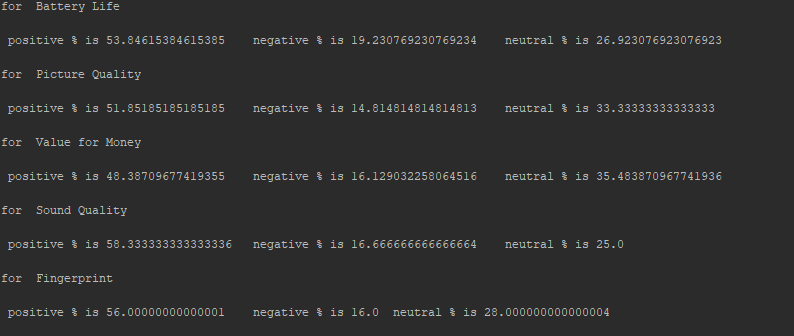 for  Battery Life
positive % is 53.84615384615385    negative % is 19.230769230769234    neutral % is 26.923076923076923
for  Picture Quality
positive % is 51.85185185185185    negative % is 14.814814814814813    neutral % is 33.33333333333333
for  Value for Money
positive % is 48.38709677419355    negative % is 16.129032258064516    neutral % is 35.483870967741936
for  Sound Quality
positive % is 58.333333333333336   negative % is 16.666666666666664    neutral % is 25.0
for  Fingerprint
positive % is 56.00000000000001    negative % is 16.0  neutral % is 28.000000000000004